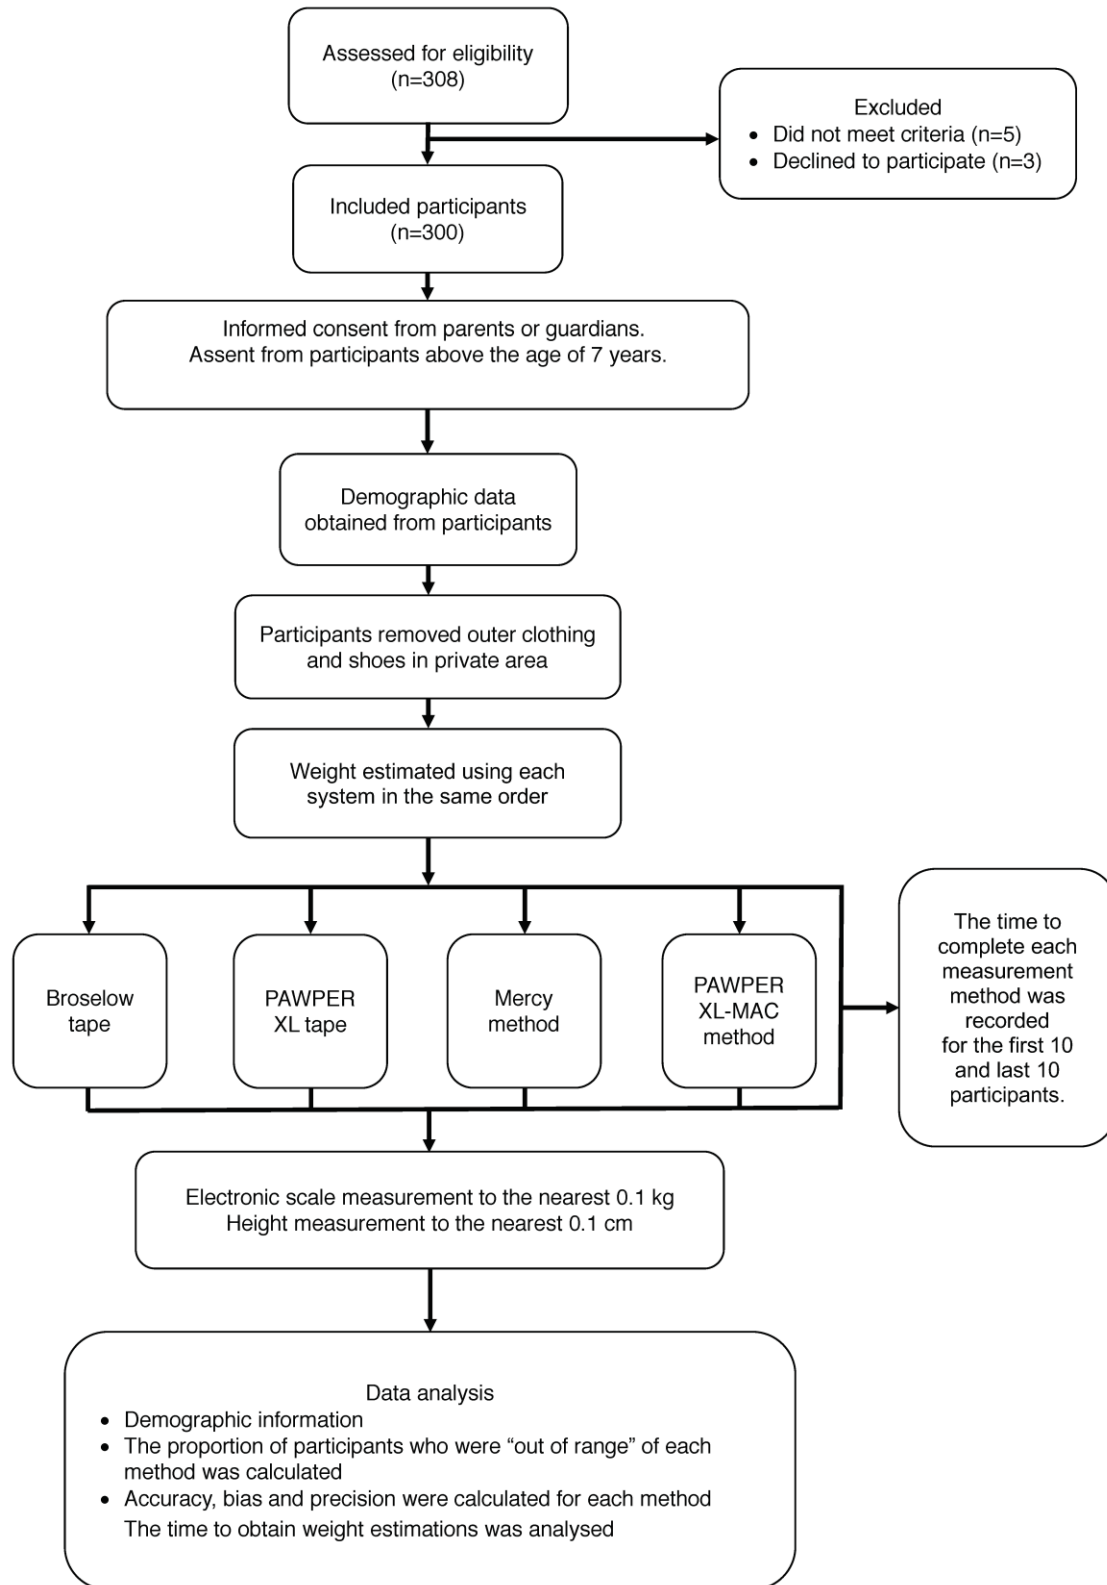 Assessed for eligibility
(n=308)
Excluded
• Did not meet criteria (n=5)
• Declined to participate (n=3)
Included participants
(n=300)
Informed consent from parents or guardians.
Assent from participants above the age of 7 years.
Demographic data
obtained from participants
Participants removed outer clothing
and shoes in private area
Weight estimated using each
system in the same order
Broselow
tape
PAWPER
XL tape
Mercy
method
PAWPER
XL-MAC
method
The time to
complete each
measurement
method was
recorded
for the first 10
and last 10
participants.
Electronic scale measurement to the nearest 0.1 kg
Height measurement to the nearest 0.1 cm
Data analysis
• Demographic information
• The proportion of participants who were “out of range” of each
method was calculated
• Accuracy, bias and precision were calculated for each method
The time to obtain weight estimations was analysed